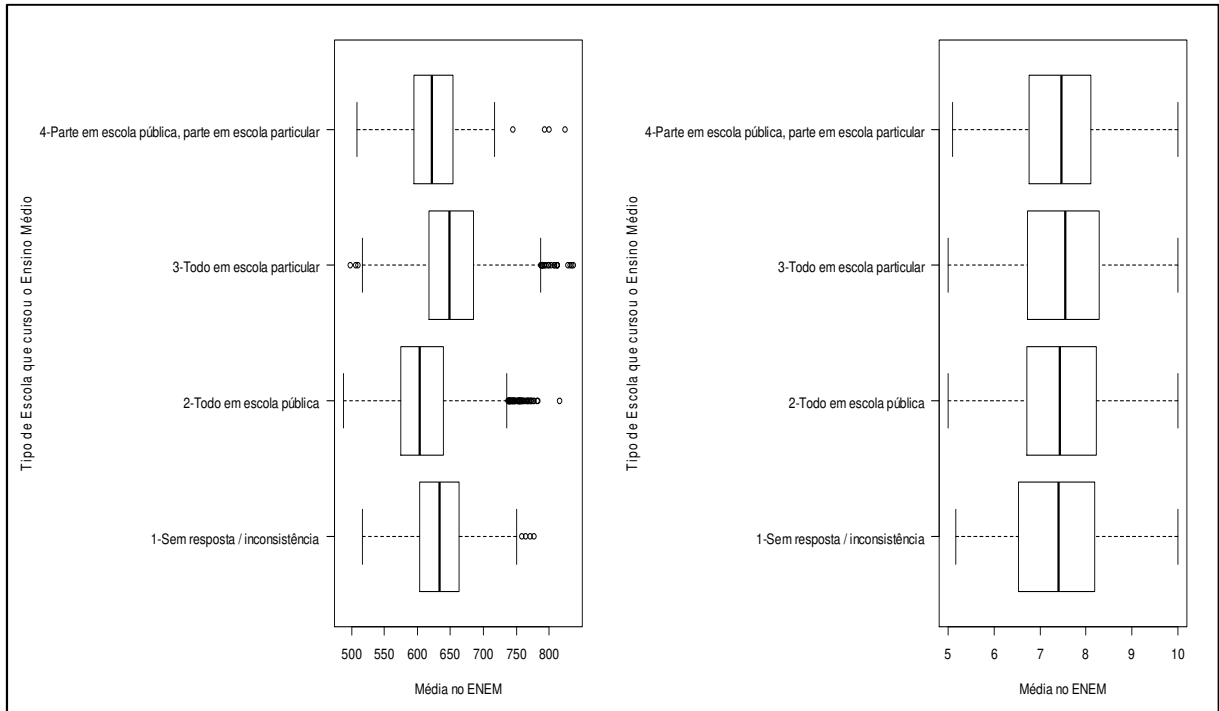 Tipo de Escola que cursou o Ensino Médio
4-Parte em escola pública, parte em escola particular
3-Todo em escola particular
2-Todo em escola pública
1-Sem resposta / inconsistência
500 550 600 650 700 750 800
Média no ENEM
Tipo de Escola que cursou o Ensino Médio
4-Parte em escola pública, parte em escola particular
3-Todo em escola particular
2-Todo em escola pública
1-Sem resposta / inconsistência
5 6 7 8 9 10
Média no ENEM